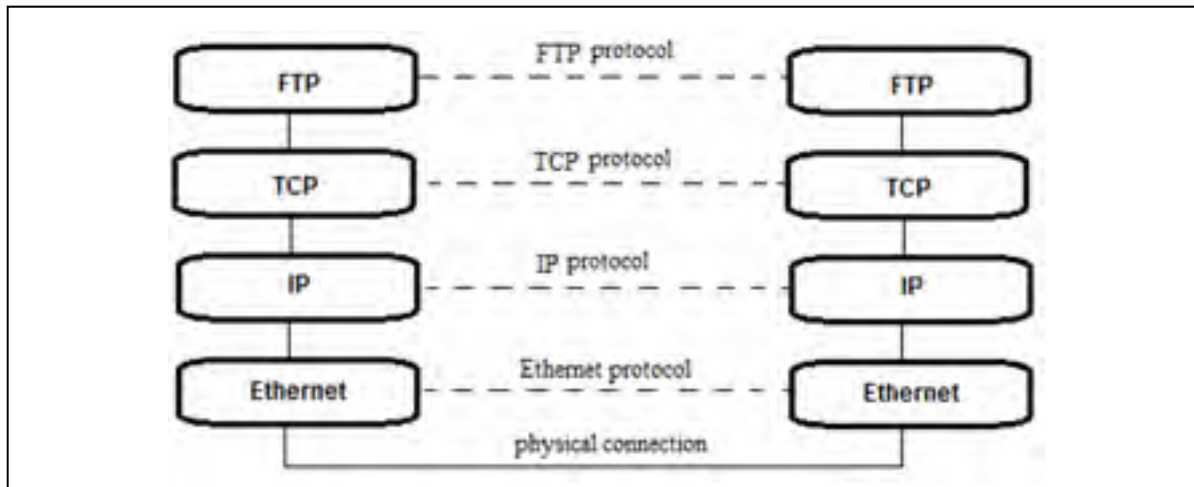 FTP protocol
FTP
FTP
TCP protocol
TCP
TCP
IP protocol
IP
IP
Ethernet protocol
Ethernet
Ethernet
physical connection